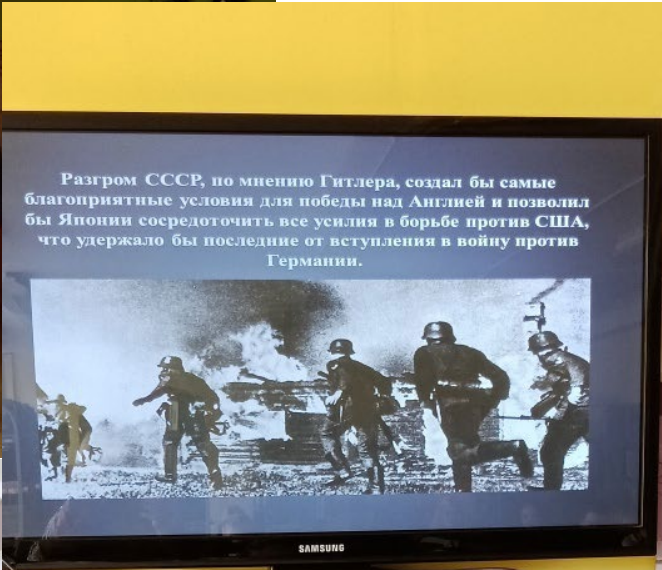 Разгром СССР, по мнению Гитлера, создал бы самые
благоприятные условия для победы над Англией и позволил
бы Японии сосредоточить все усилия в борьбе против США,
что удержало бы последние от вступления в войну против
Германии.
SAMSUNG